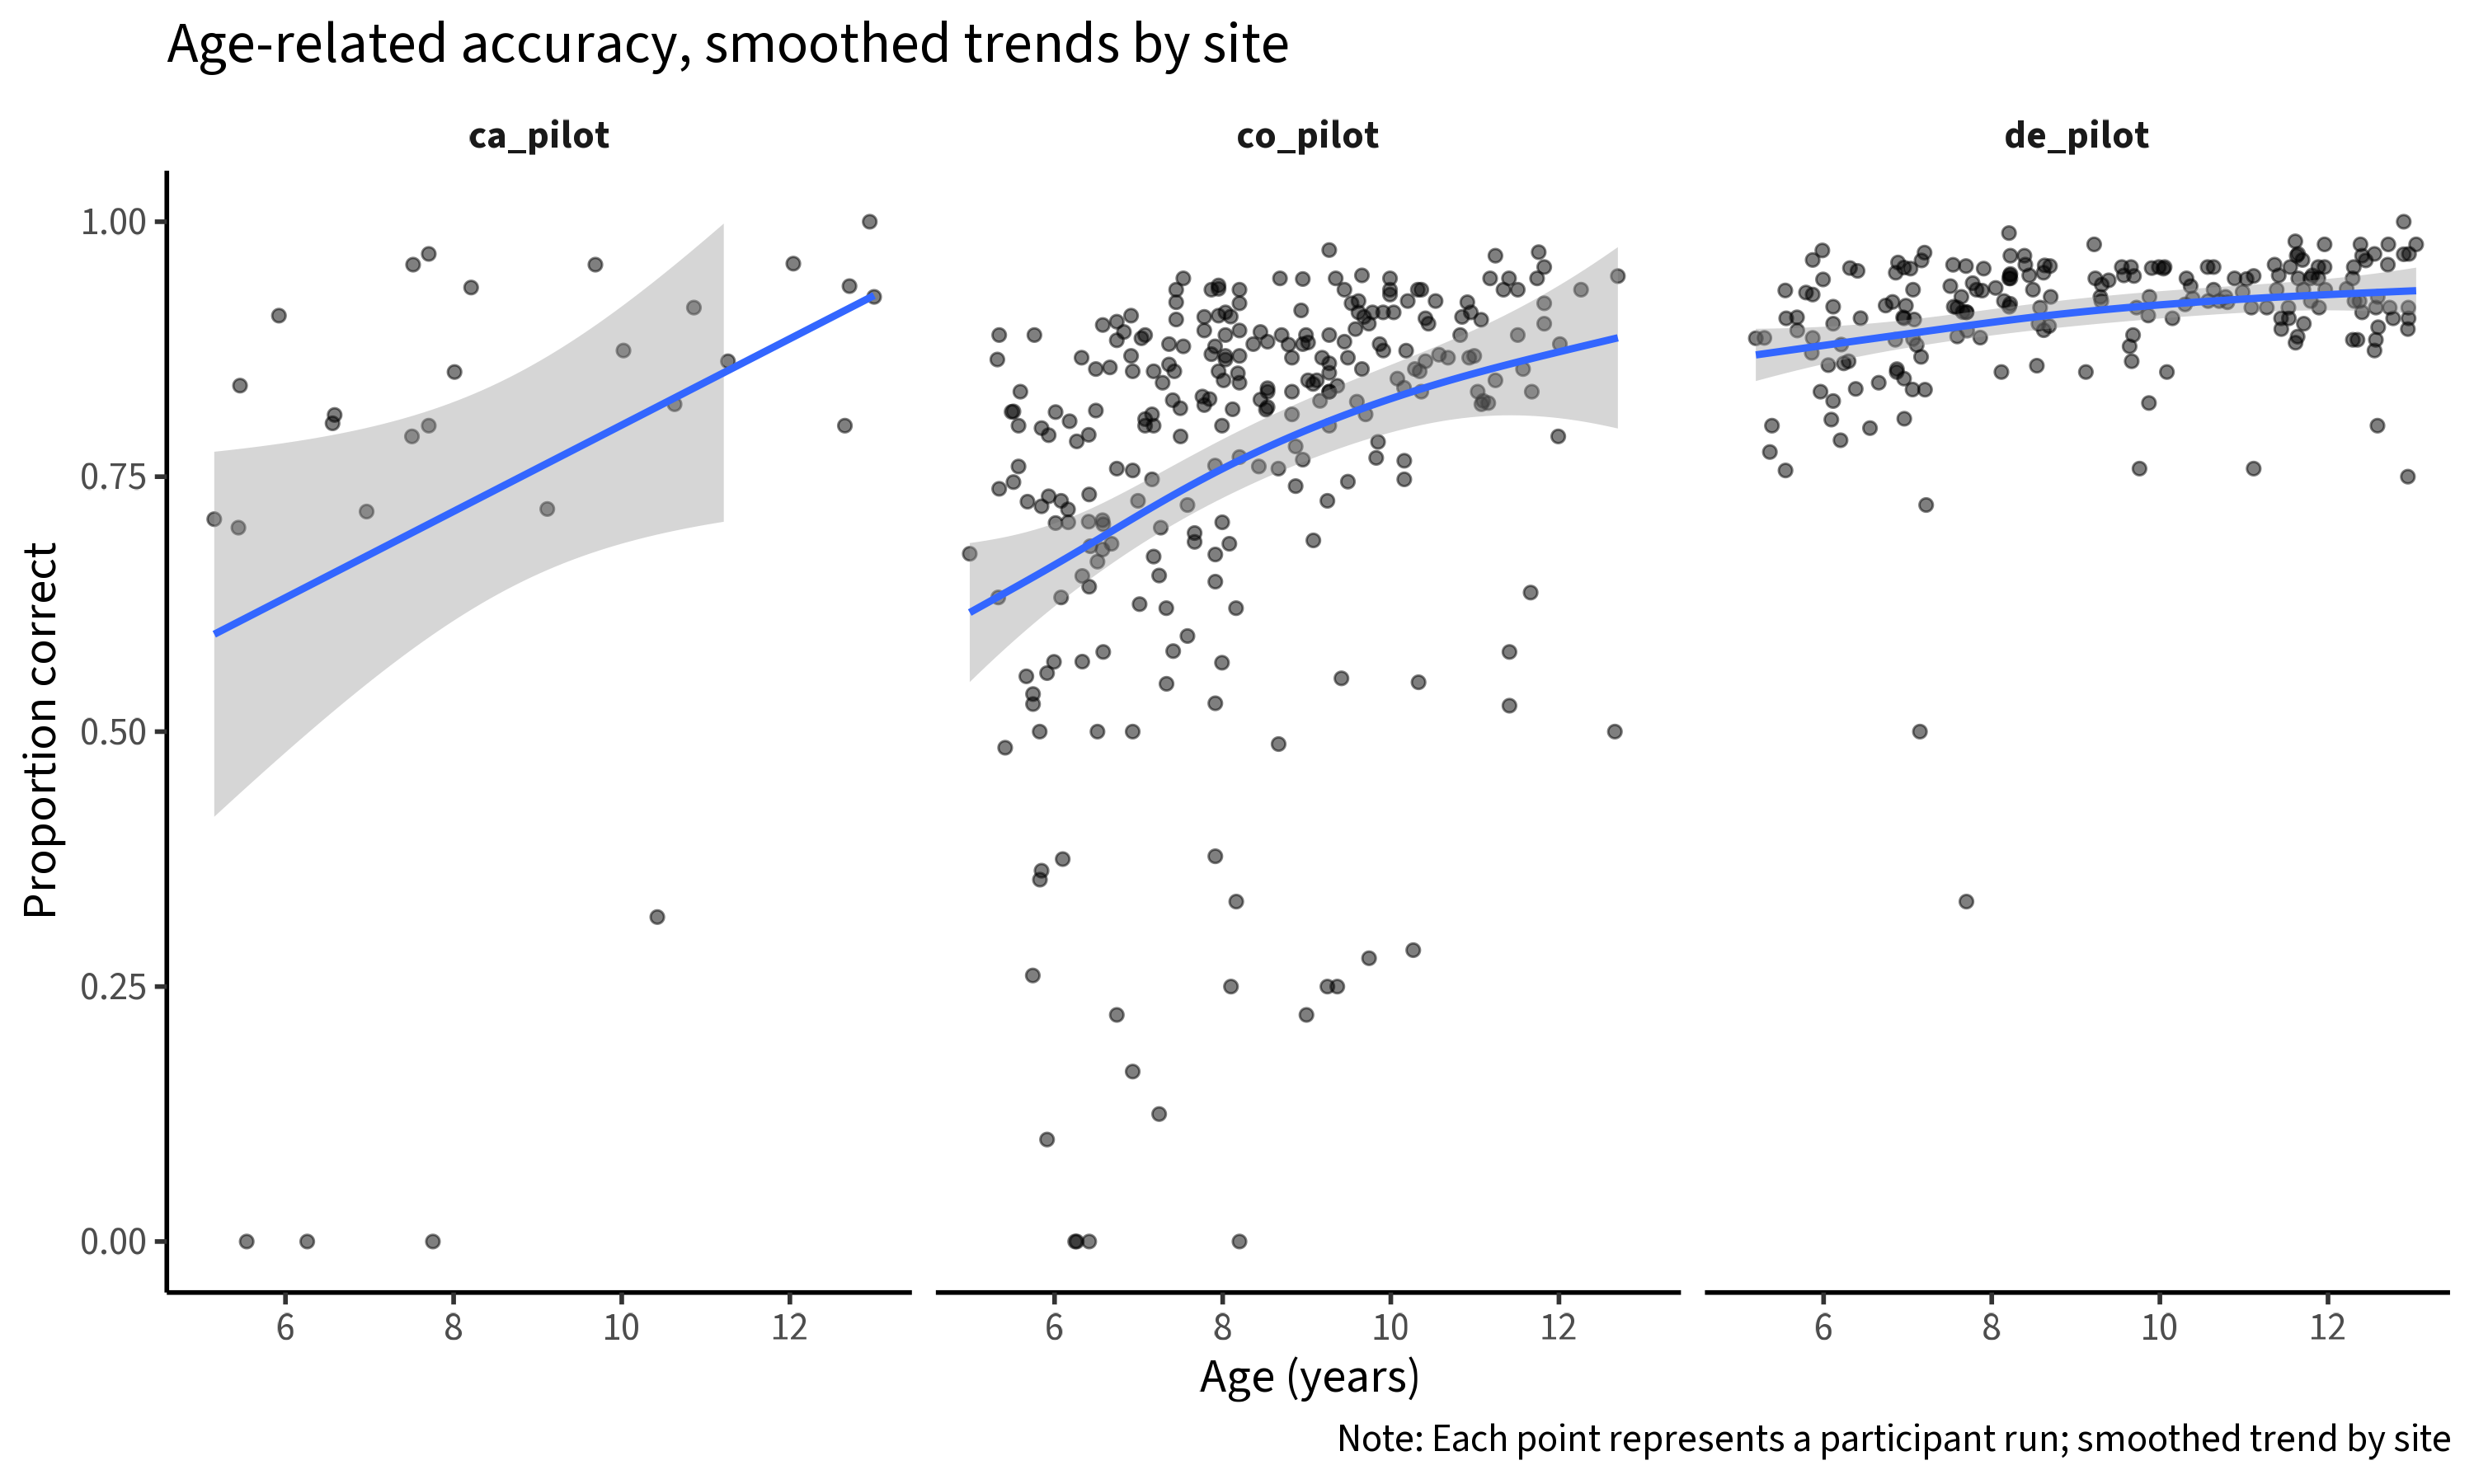 Age-related accuracy, smoothed trends by site
ca_pilot co_pilot de_pilot
Proportion correct
1.00
0.75
0.50
0.25
0.00
6 8 10 12 6 8 10 12 6 8 10 12
Age (years)
Note: Each point represents a participant run; smoothed trend by site